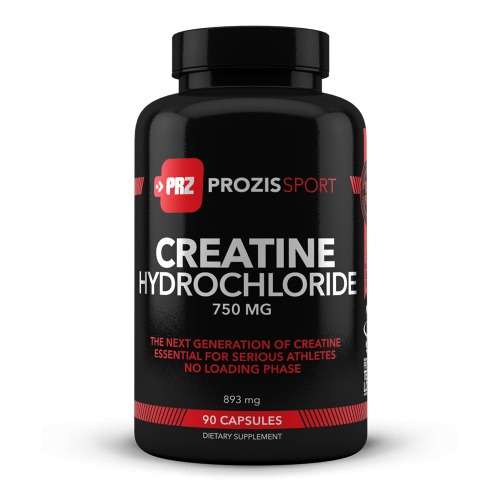 PRZ PROZIS SPORT
CREATINE
HYDROCHLORIDE
750 MG
THE NEXT GENERATION OF CREATINE
ESSENTIAL FOR SERIOUS ATHLETES
NO LOADING PHASE
893 mg
90 CAPSULES
DIETARY SUPPLEMENT